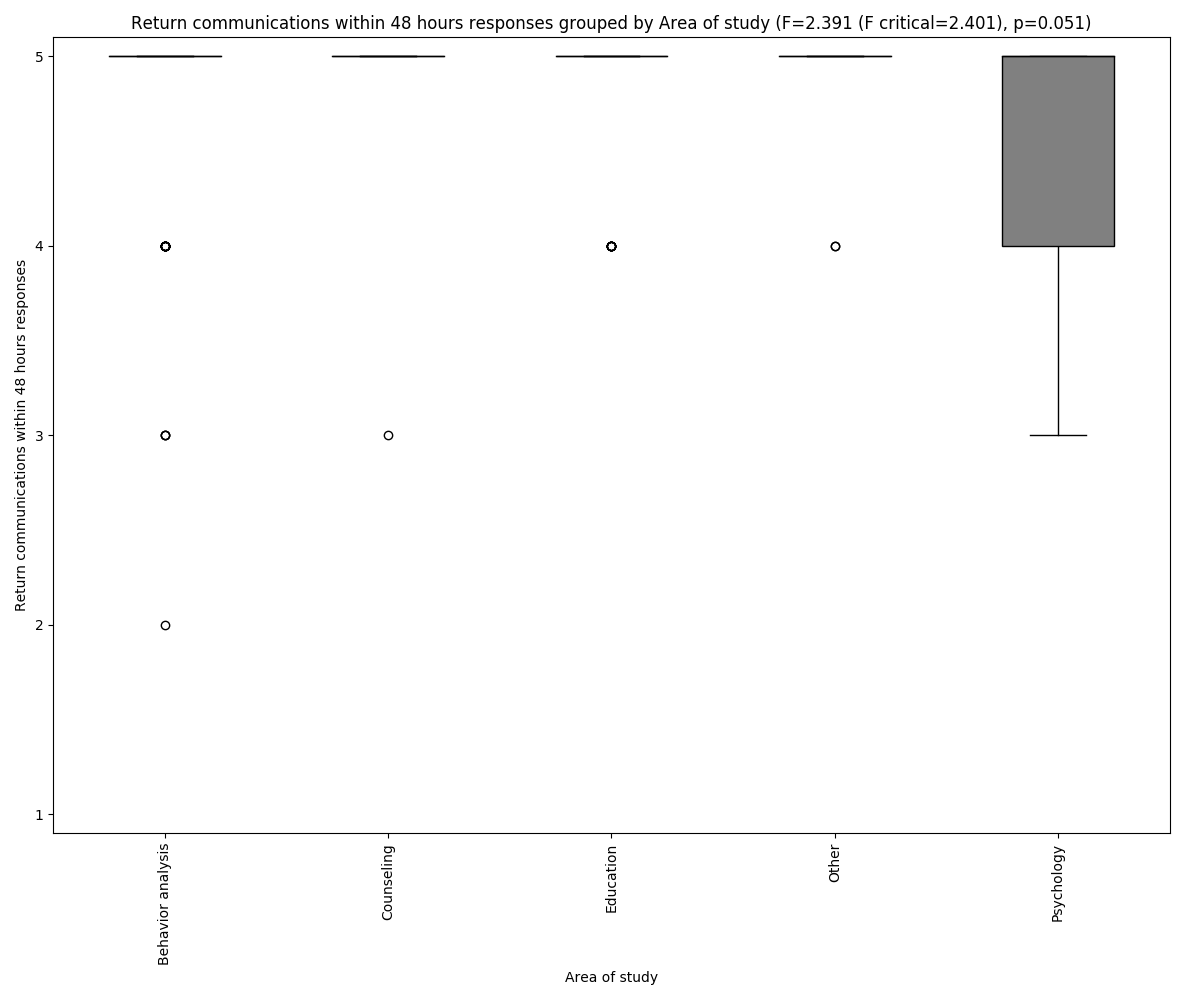 Return communications within 48 hours responses grouped by Area of study (F=2.391 (F critical=2.401), p=0.051)
Return communications within 48 hours responses
5
4
3
2
1
Behavior analysis
Counseling
Education
Other
Psychology
Area of study